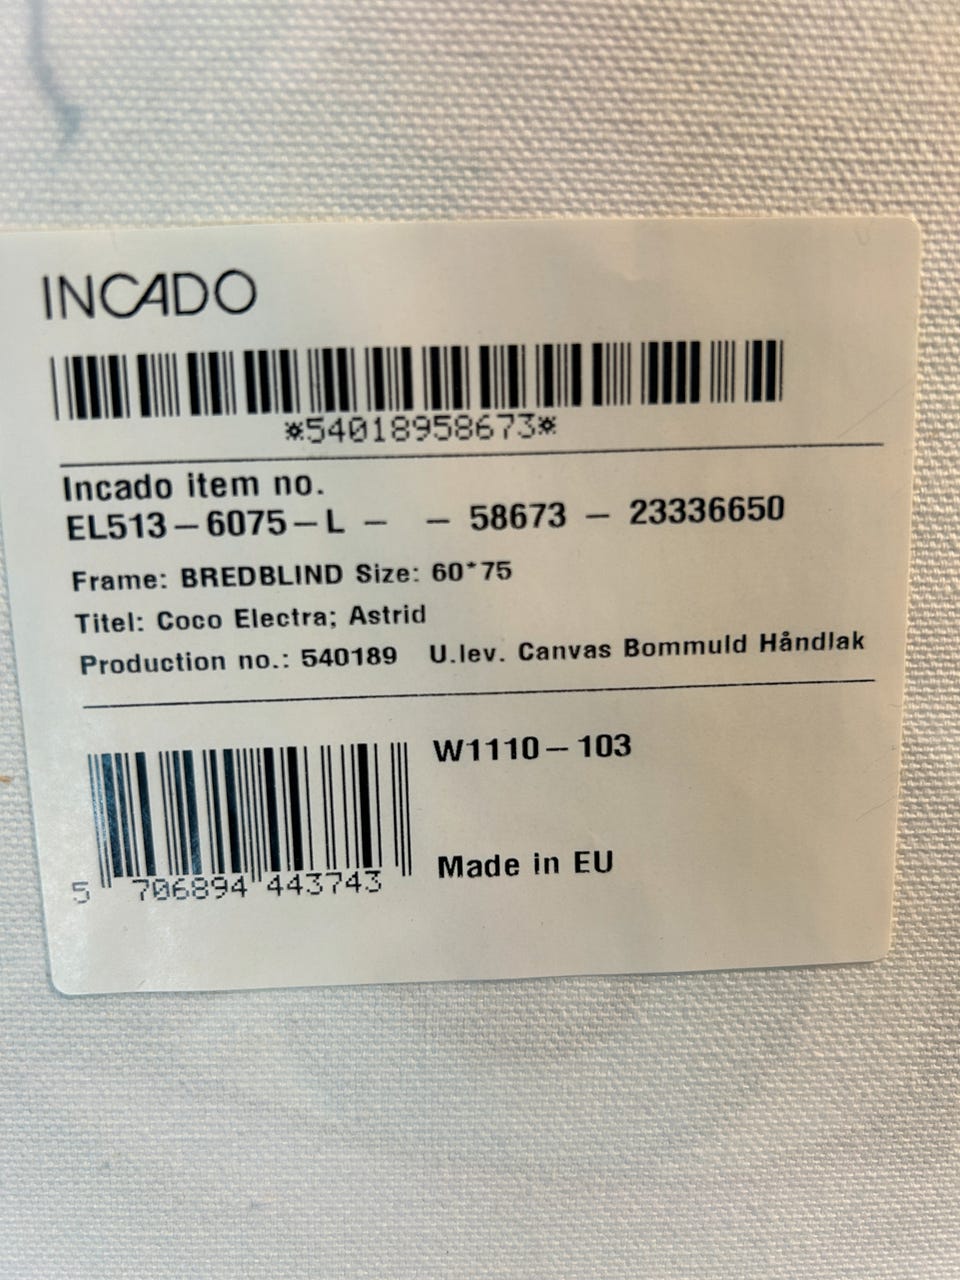 INCADO
*54018958673*
Incado item no.
EL513-6075-L - - 58673 - 23336650
Frame: BREDBLIND Size: 60*75
Titel: Coco Electra; Astrid
Production no.: 540189 U.lev. Canvas Bommuld Håndlak
W1110-103
Made in EU
5 706894 443743